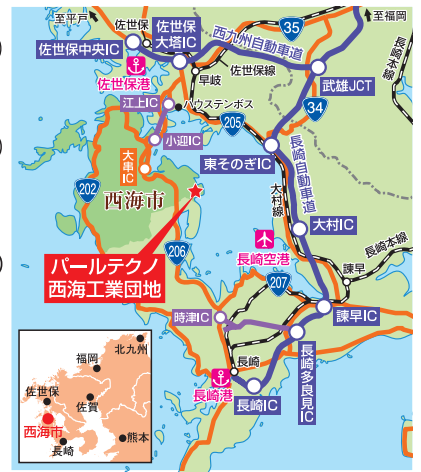 至平戸
佐世保
佐世保
大塔IC
35
至福岡
佐世保中央IC
西九州自動車道
長崎本線
佐世保港
早岐
佐世保線
武雄JCT
江上IC
ハウステンボス
34
小迎IC
205
大串IC
東そのぎIC
長崎自動車道
202
西海市
大村線
大村IC
206
長崎空港
長崎本線
パールテクノ
西海工業団地
207
諫早
時津IC
諫早IC
長崎
長崎多良見IC
長崎港
長崎IC
北九州
福岡
佐世保
佐賀
西海市
長崎
熊本